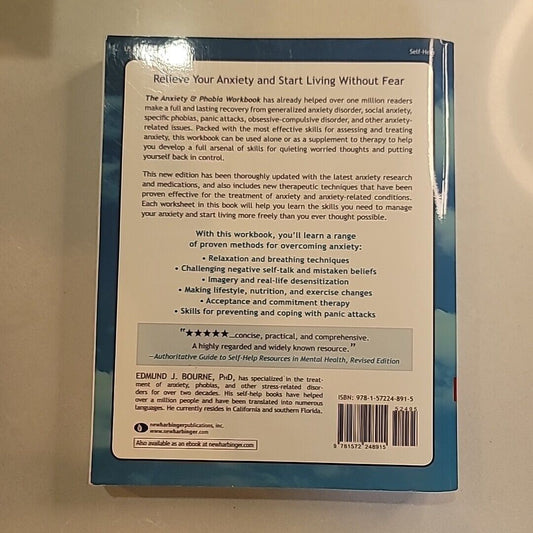 Self-Help
Relieve Your Anxiety and Start Living Without Fear
The Anxiety & Phobia Workbook has already helped over one million readers
make a full and lasting recovery from generalized anxiety disorder, social anxiety,
specific phobias, panic attacks, obsessive-compulsive disorder, and other anxiety-
related issues. Packed with the most effective skills for assessing and treating
anxiety, this workbook can be used alone or as a supplement to therapy to help
you develop a full arsenal of skills for quieting worried thoughts and putting
yourself back in control.
This new edition has been thoroughly updated with the latest anxiety research
and medications, and also includes new therapeutic techniques that have been
proven effective for the treatment of anxiety and anxiety-related conditions.
Each worksheet in this book will help you learn the skills you need to manage
your anxiety and start living more freely than you ever thought possible.
With this workbook, you'll learn a range
of proven methods for overcoming anxiety:
• Relaxation and breathing techniques
• Challenging negative self-talk and mistaken beliefs
• Imagery and real-life desensitization
• Making lifestyle, nutrition, and exercise changes
• Acceptance and commitment therapy
• Skills for preventing and coping with panic attacks
"★★★★★...concise, practical, and comprehensive.
A highly regarded and widely known resource."
—Authoritative Guide to Self-Help Resources in Mental Health, Revised Edition
EDMUND J. BOURNE, PHD, has specialized in the treat-
ment of anxiety, phobias, and other stress-related disor-
ders for over two decades. His self-help books have helped
over a million people and have been translated into numerous
languages. He currently resides in California and southern Florida.
newharbingerpublications, inc.
www.newharbinger.com
Also available as an ebook at newharbinger.com
ISBN: 978-1-57224-891-5
52495
9 781572 248915